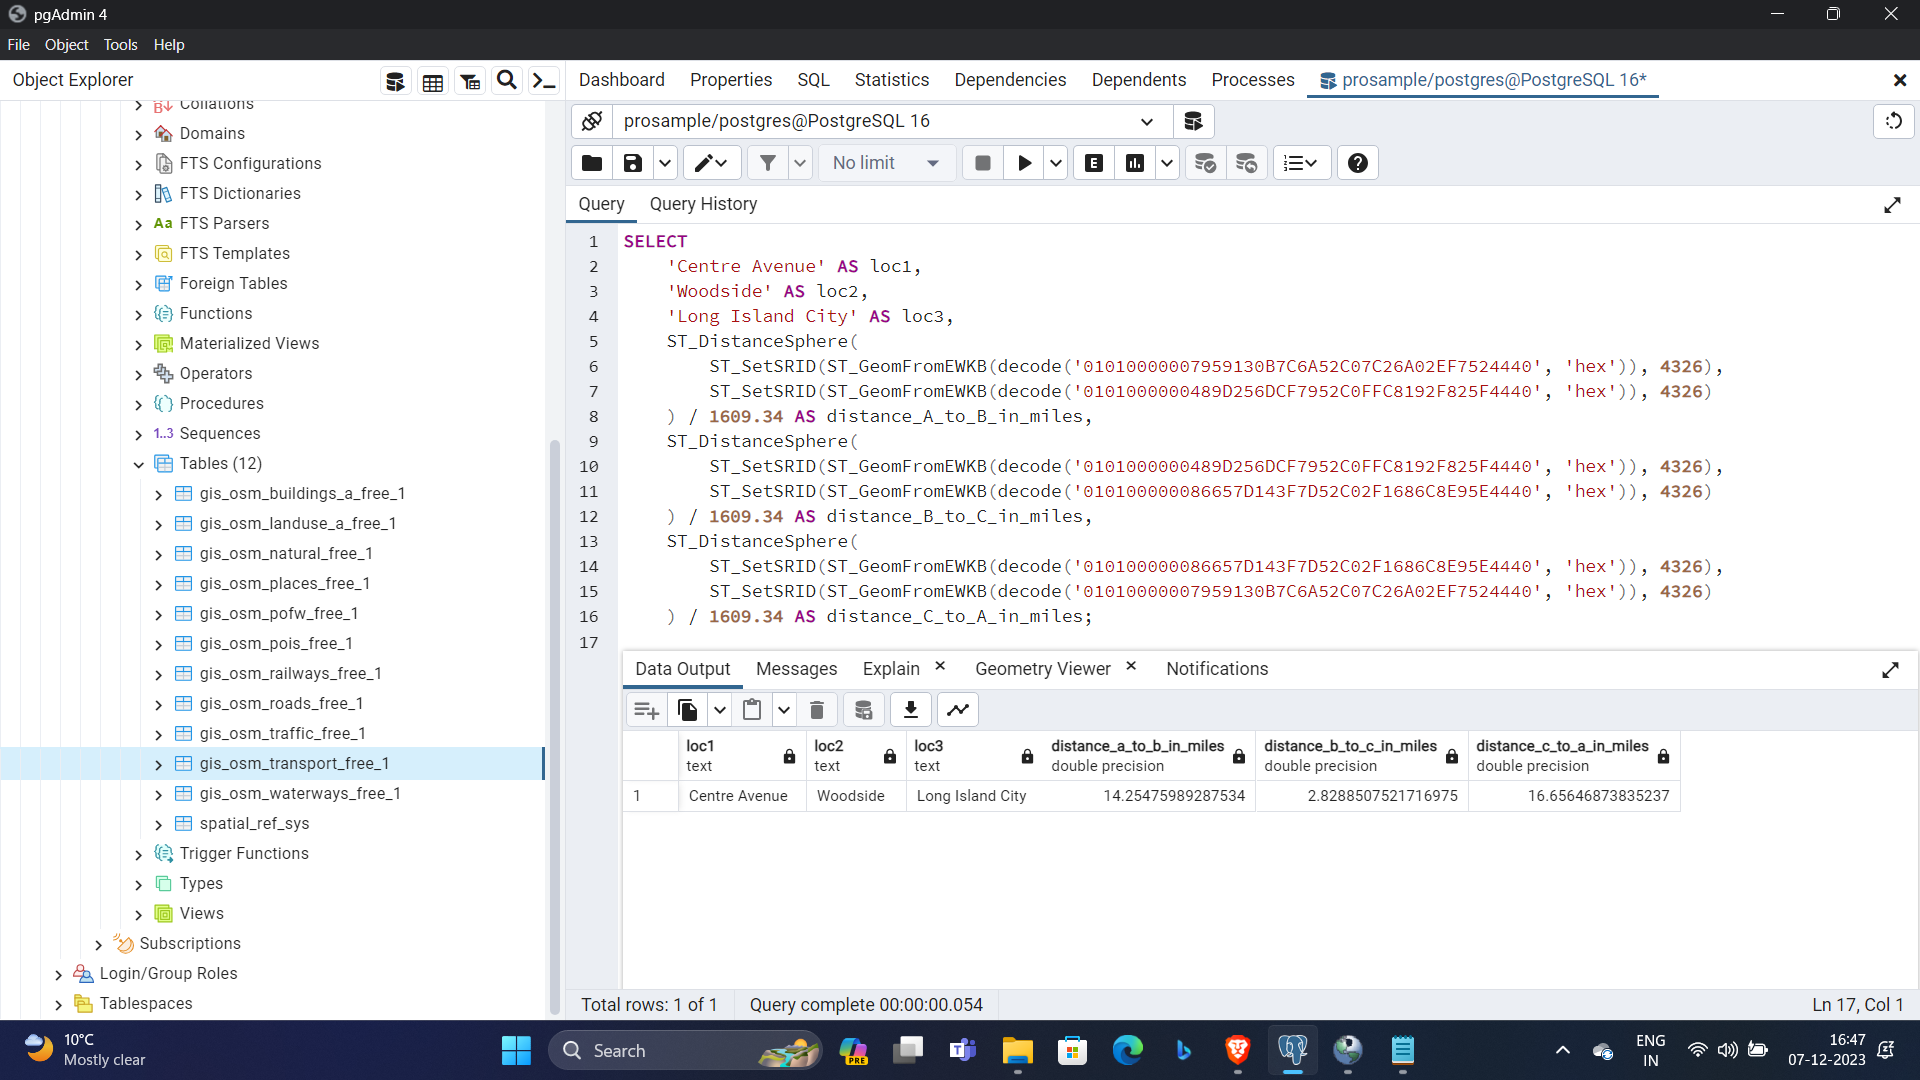 pgAdmin 4
File Object Tools Help
Object Explorer
Dashboard Properties SQL Statistics Dependencies Dependents Processes prosample/postgres@PostgreSQL 16*
Collations
Domains
FTS Configurations
FTS Dictionaries
Aa FTS Parsers
FTS Templates
Foreign Tables
Functions
Materialized Views
Operators
Procedures
1..3 Sequences
Tables (12)
gis_osm_buildings_a_free_1
gis_osm_landuse_a_free_1
gis_osm_natural_free_1
gis_osm_places_free_1
gis_osm_pofw_free_1
gis_osm_pois_free_1
gis_osm_railways_free_1
gis_osm_roads_free_1
gis_osm_traffic_free_1
gis_osm_transport_free_1
gis_osm_waterways_free_1
spatial_ref_sys
Trigger Functions
Types
Views
Subscriptions
Login/Group Roles
Tablespaces
prosample/postgres@PostgreSQL 16
No limit E
Query Query History
1 SELECT
2 'Centre Avenue' AS loc1,
3 'Woodside' AS loc2,
4 'Long Island City' AS loc3,
5 ST_DistanceSphere(
6 ST_SetSRID(ST_GeomFromEWKB(decode('01010000007959130B7C6A52C07C26A02EF7524440', 'hex')), 4326),
7 ST_SetSRID(ST_GeomFromEWKB(decode('0101000000489D256DCF7952C0FFC8192F825F4440', 'hex')), 4326)
8 ) / 1609.34 AS distance_A_to_B_in_miles,
9 ST_DistanceSphere(
10 ST_SetSRID(ST_GeomFromEWKB(decode('0101000000489D256DCF7952C0FFC8192F825F4440', 'hex')), 4326),
11 ST_SetSRID(ST_GeomFromEWKB(decode('010100000086657D143F7D52C02F1686C8E95E4440', 'hex')), 4326)
12 ) / 1609.34 AS distance_B_to_C_in_miles,
13 ST_DistanceSphere(
14 ST_SetSRID(ST_GeomFromEWKB(decode('010100000086657D143F7D52C02F1686C8E95E4440', 'hex')), 4326),
15 ST_SetSRID(ST_GeomFromEWKB(decode('01010000007959130B7C6A52C07C26A02EF7524440', 'hex')), 4326)
16 ) / 1609.34 AS distance_C_to_A_in_miles;
17
Data Output Messages Explain Geometry Viewer Notifications
loc1 loc2 loc3 distance_a_to_b_in_miles distance_b_to_c_in_miles distance_c_to_a_in_miles
text text text double precision double precision double precision
1 Centre Avenue Woodside Long Island City 14.25475989287534 2.8288507521716975 16.65646873835237
Total rows: 1 of 1 Query complete 00:00:00.054 Ln 17, Col 1
10°C
Mostly clear
Search
PRE
ENG
IN
16:47
07-12-2023